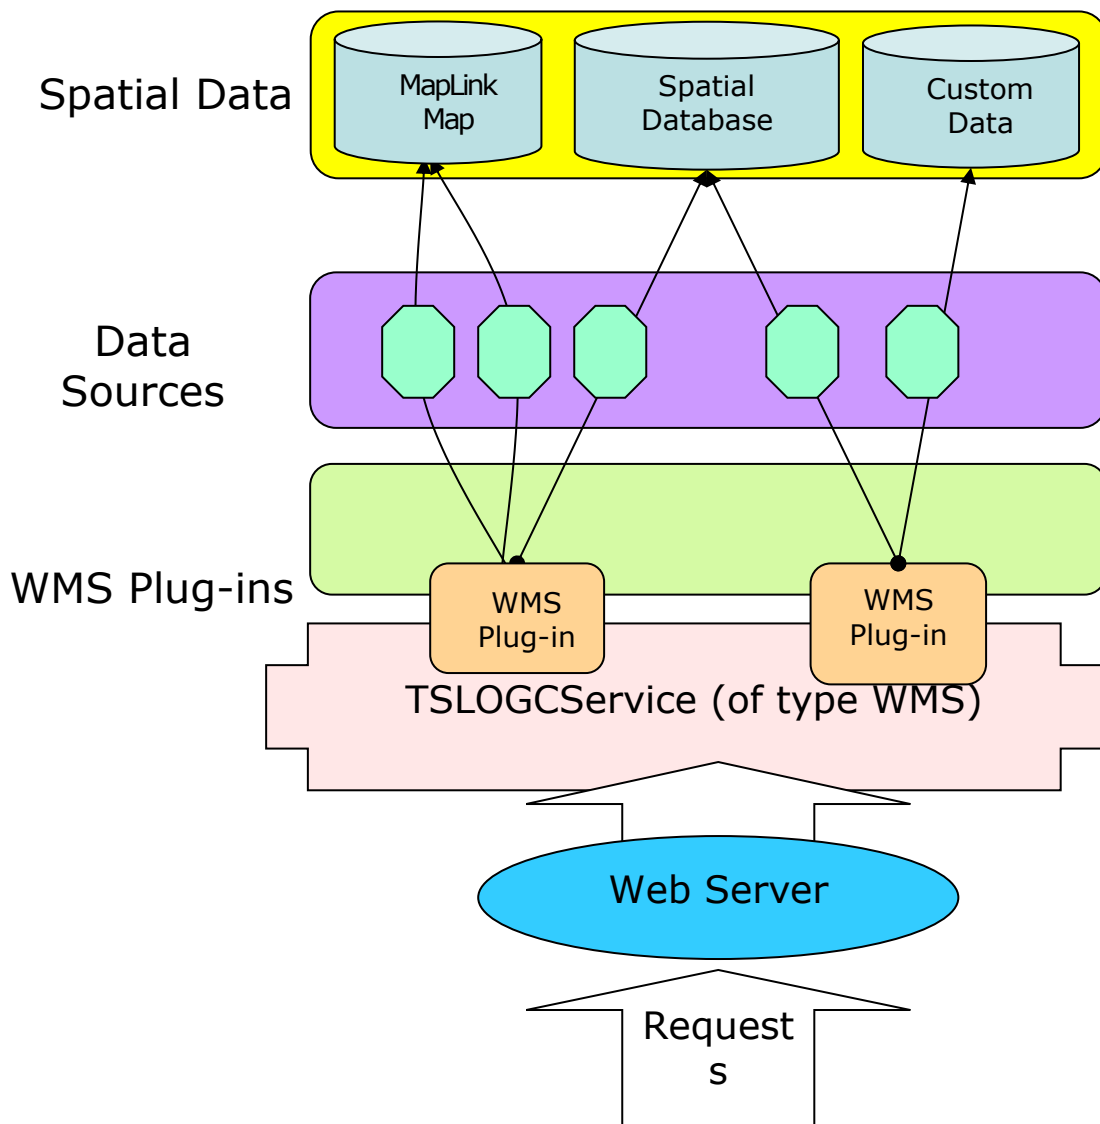 Spatial Data
MapLink
Map
Spatial
Database
Custom
Data
Data
Sources
WMS Plug-ins
WMS
Plug-in
WMS
Plug-in
TSLOGCService (of type WMS)
Web Server
Request
s